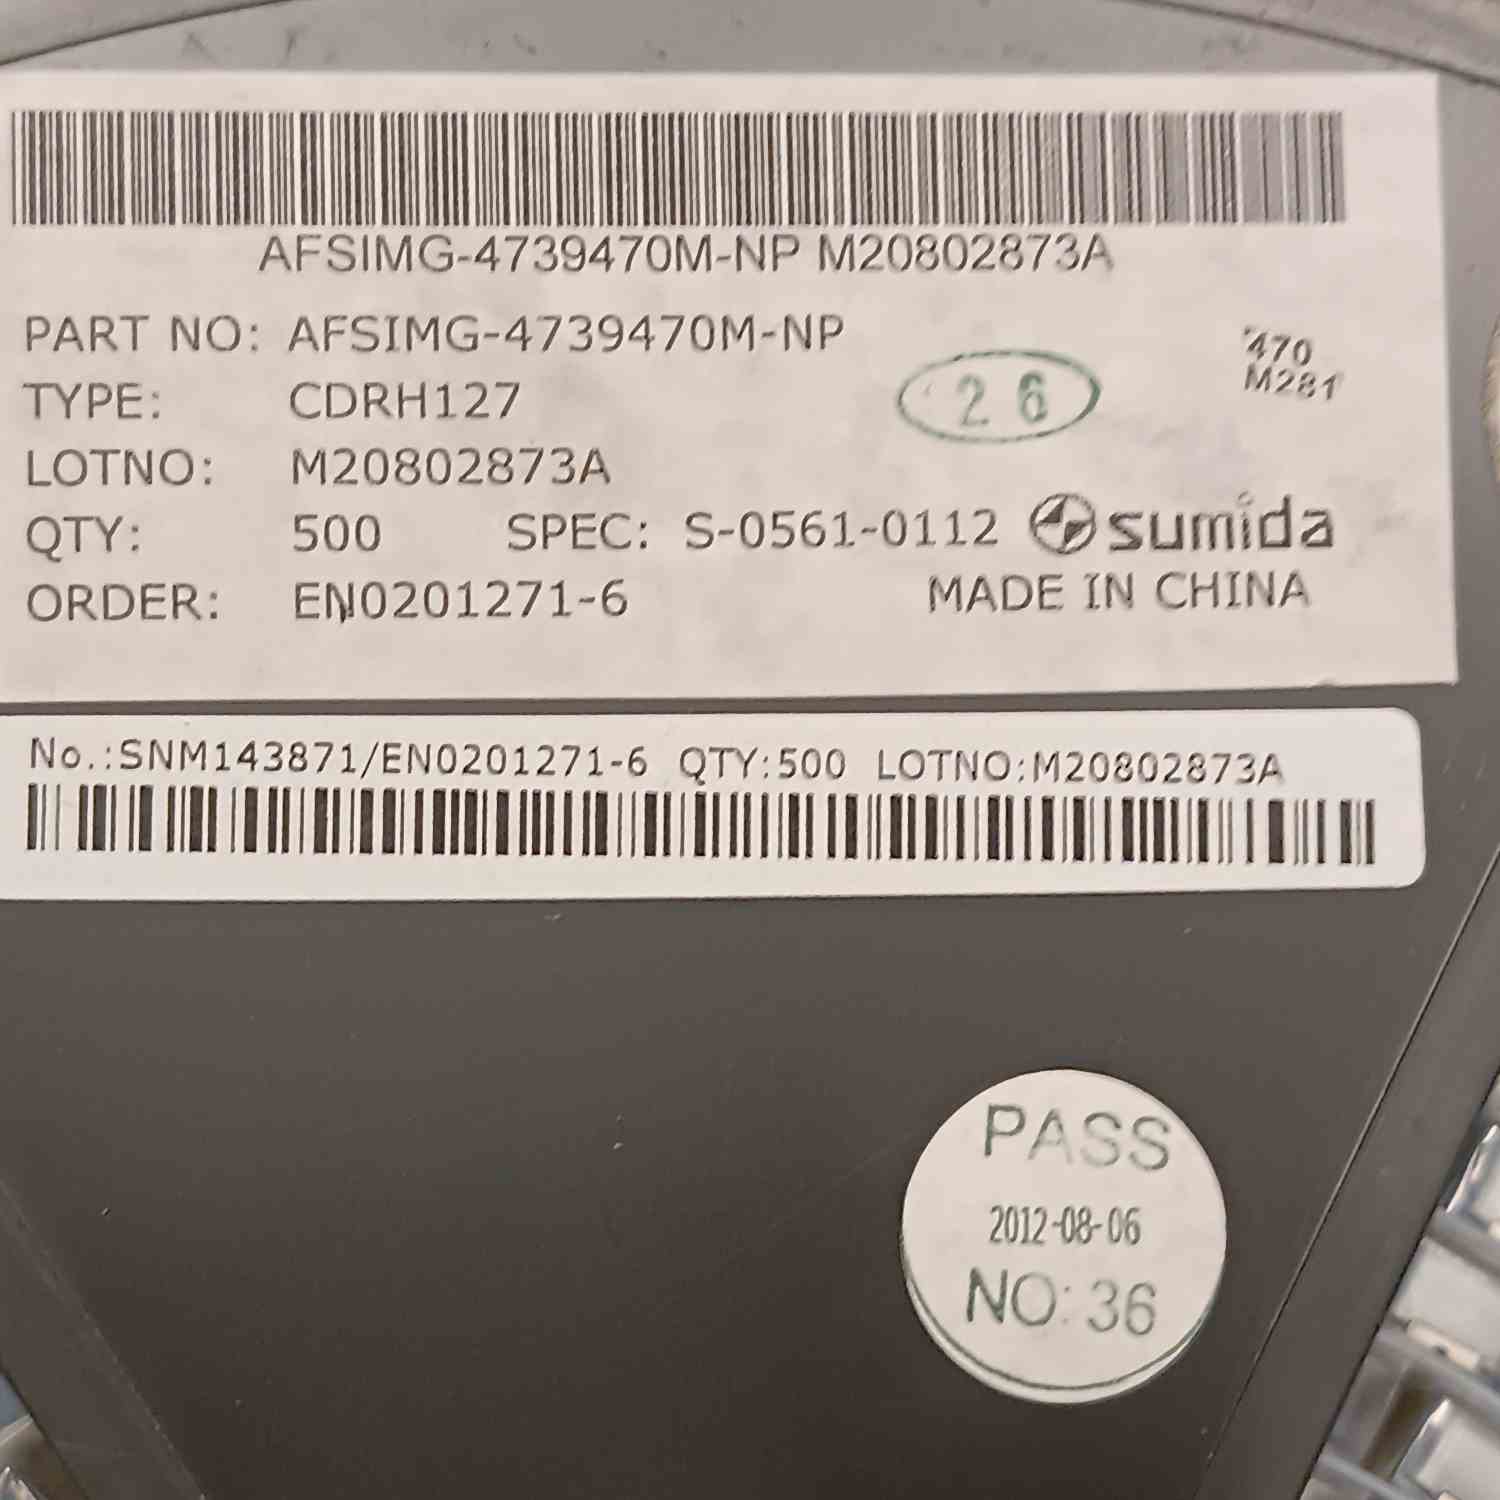 AFSIMG-4739470M-NP M20802873A
PART NO: AFSIMG-4739470M-NP
TYPE: CDRH127
LOTNO: M20802873A
QTY: 500 SPEC: S-0561-0112 sumida
ORDER: EN0201271-6 MADE IN CHINA
26
470
M281
No.:SNM143871/EN0201271-6 QTY:500 LOTNO:M20802873A
PASS
2012-08-06
NO:36